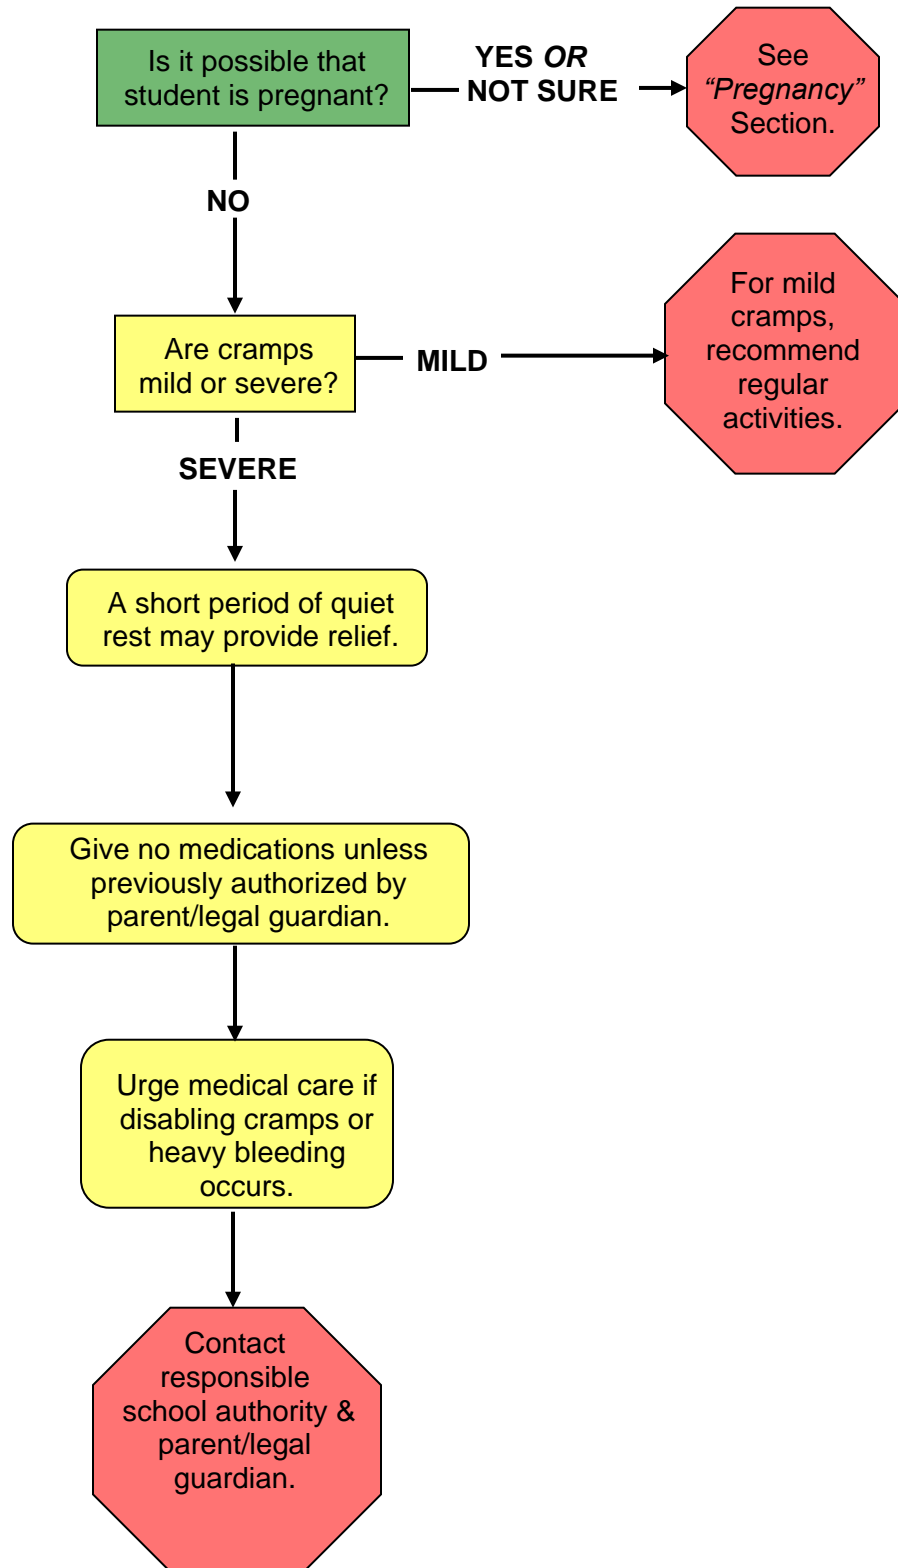 Is it possible that
student is pregnant?
YES OR
NOT SURE
See
“Pregnancy”
Section.
NO
Are cramps
mild or severe?
MILD
For mild
cramps,
recommend
regular
activities.
SEVERE
A short period of quiet
rest may provide relief.
Give no medications unless
previously authorized by
parent/legal guardian.
Urge medical care if
disabling cramps or
heavy bleeding
occurs.
Contact
responsible
school authority &
parent/legal
guardian.